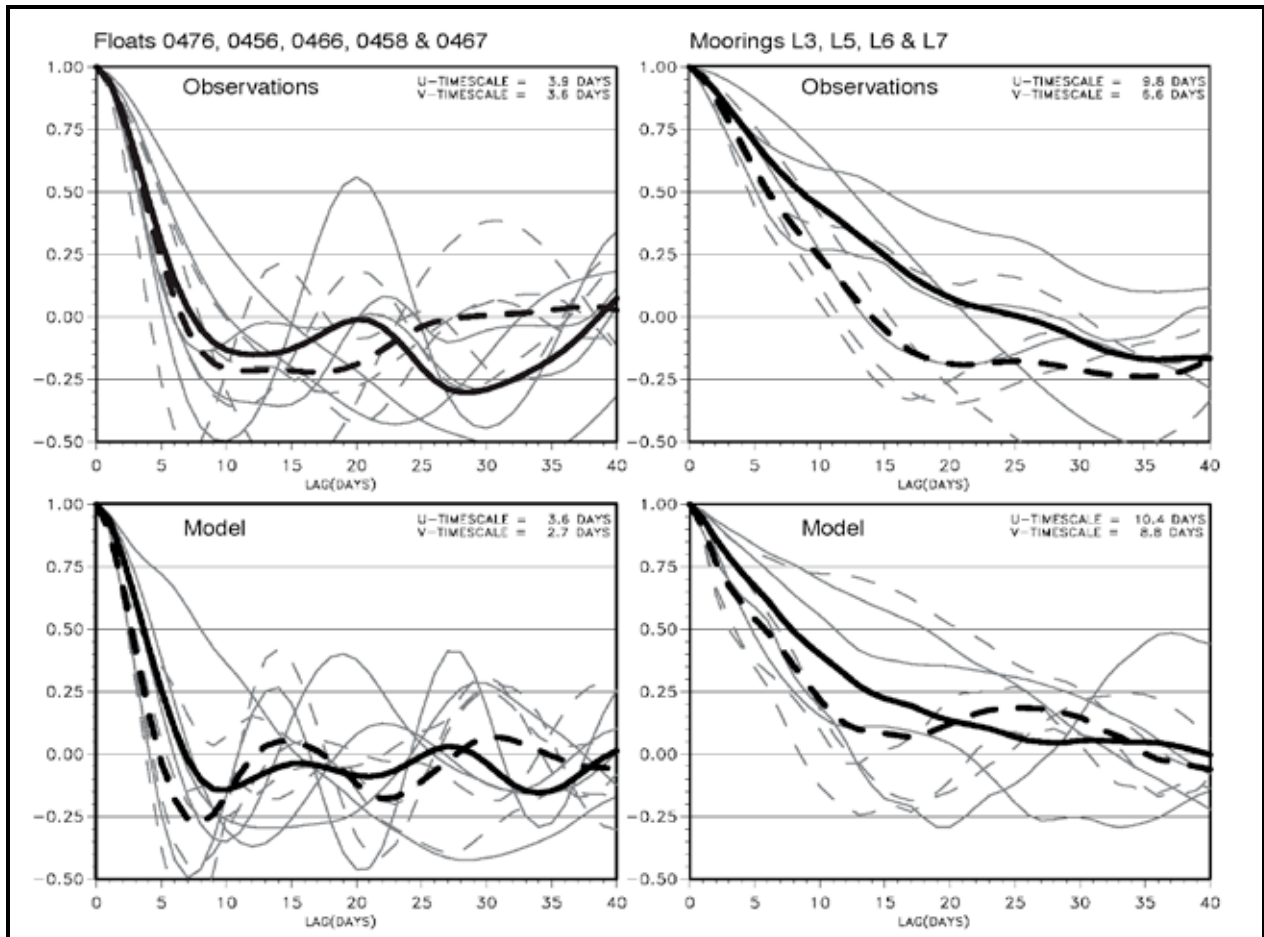 Floats 0476, 0456, 0466, 0458 & 0467
Observations
U-TIMESCALE = 3.9 DAYS
V-TIMESCALE = 3.6 DAYS
1.00
0.75
0.50
0.25
0.00
-0.25
-0.50
0 5 10 15 20 25 30 35 40
LAG(DAYS)
Moorings L3, L5, L6 & L7
Observations
U-TIMESCALE = 9.8 DAYS
V-TIMESCALE = 6.6 DAYS
1.00
0.75
0.50
0.25
0.00
-0.25
-0.50
0 5 10 15 20 25 30 35 40
LAG(DAYS)
Model
U-TIMESCALE = 3.6 DAYS
V-TIMESCALE = 2.7 DAYS
1.00
0.75
0.50
0.25
0.00
-0.25
-0.50
0 5 10 15 20 25 30 35 40
LAG(DAYS)
Model
U-TIMESCALE = 10.4 DAYS
V-TIMESCALE = 8.8 DAYS
1.00
0.75
0.50
0.25
0.00
-0.25
-0.50
0 5 10 15 20 25 30 35 40
LAG(DAYS)